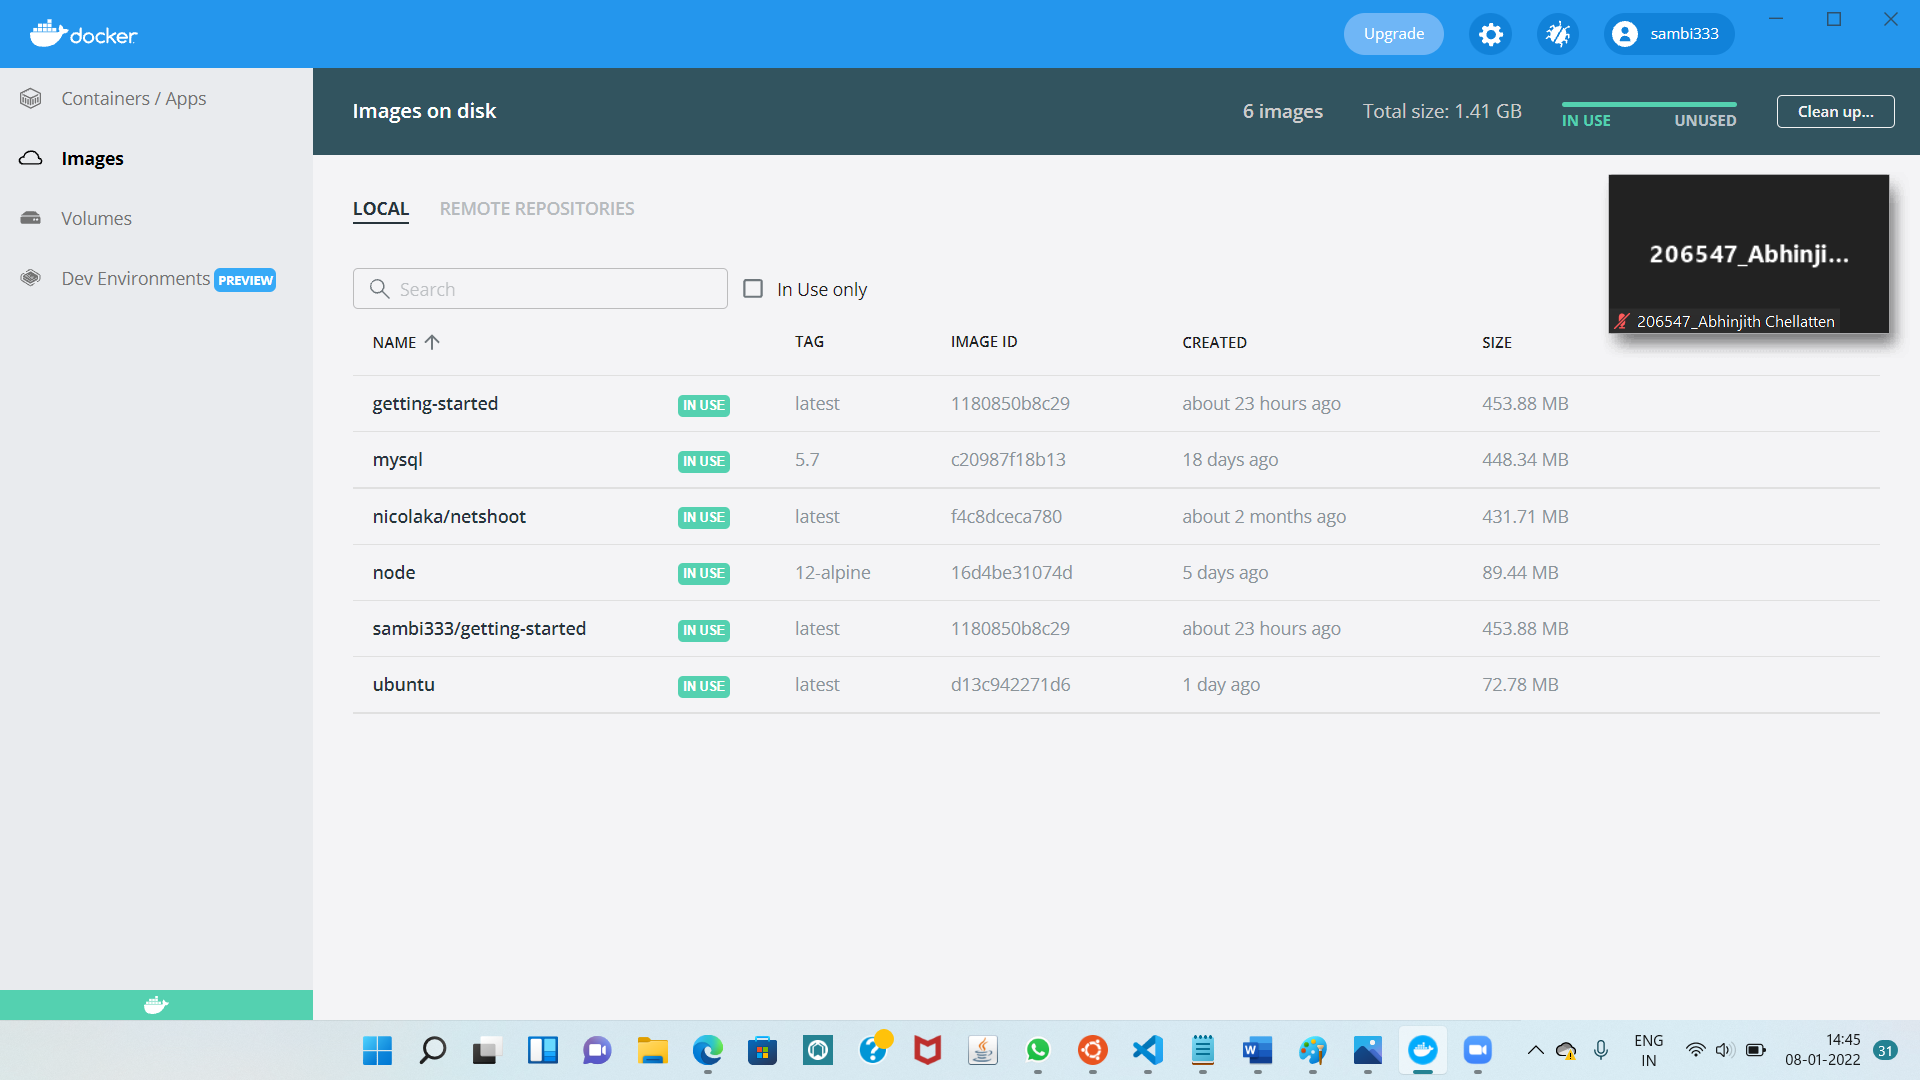 docker
Upgrade
sambi333
Containers / Apps
Images
Volumes
Dev Environments PREVIEW
Images on disk
6 images
Total size: 1.41 GB
IN USE UNUSED
Clean up...
LOCAL REMOTE REPOSITORIES
206547_Abhinji...
206547_Abhinjith Chellatten
Search
In Use only
NAME TAG IMAGE ID CREATED SIZE
getting-started IN USE latest 1180850b8c29 about 23 hours ago 453.88 MB
mysql IN USE 5.7 c20987f18b13 18 days ago 448.34 MB
nicolaka/netshoot IN USE latest f4c8dceca780 about 2 months ago 431.71 MB
node IN USE 12-alpine 16d4be31074d 5 days ago 89.44 MB
sambi333/getting-started IN USE latest 1180850b8c29 about 23 hours ago 453.88 MB
ubuntu IN USE latest d13c942271d6 1 day ago 72.78 MB
ENG
IN
14:45
08-01-2022
31